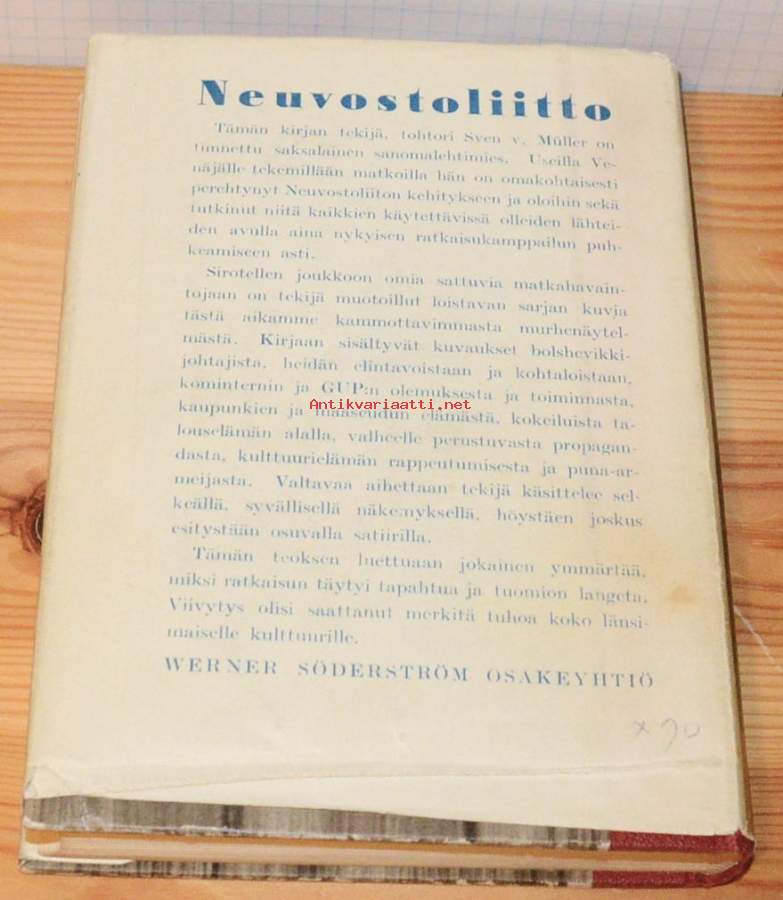 Neuvostoliitto
Tämän kirjan tekijä, tohtori Sven v. Müller on
tunnettu saksalainen sanomalehtimies. Useilla Ve-
näjälle tekemillään matkoilla hän on omakohtaisesti
perehtynyt Neuvostoliiton kehitykseen ja oloihin sekä
tutkinut niitä kaikkien käytettävissä olleiden lähtei-
den avulla aina nykyisen ratkaisukamppailun puh-
keamiseen asti.
Sirotellen joukkoon omia sattuvia matkahavain-
tojaan on tekijä muotoillut loistavan sarjan kuvia
tästä aikamme kammottavimmasta murhenäytel-
mästä. Kirjaan sisältyvät kuvaukset bolshevikki-
johtajista, heidän elintavoistaan ja kohtaloistaan,
kominternin ja GUP:n olemuksesta ja toiminnasta,
Antikvariaatti.net
kaupunkien ja maaseudun elämästä, kokeiluista ta-
louselämän alalla, valheelle perustuvasta propagan-
dasta, kulttuurielämän rappeutumisesta ja puna-ar-
meijasta. Valtavaa aihettaan tekijä käsittelee sel-
keällä, syvällisellä näkemyksellä, höystäen joskus
esitystään osuvalla satiirilla.
Tämän teoksen luettuaan jokainen ymmärtää,
miksi ratkaisun täytyi tapahtua ja tuomion langeta.
Viivytys olisi saattanut merkitä tuhoa koko länsi-
maiselle kulttuurille.
WERNER SÖDERSTRÖM OSAKEYHTIÖ